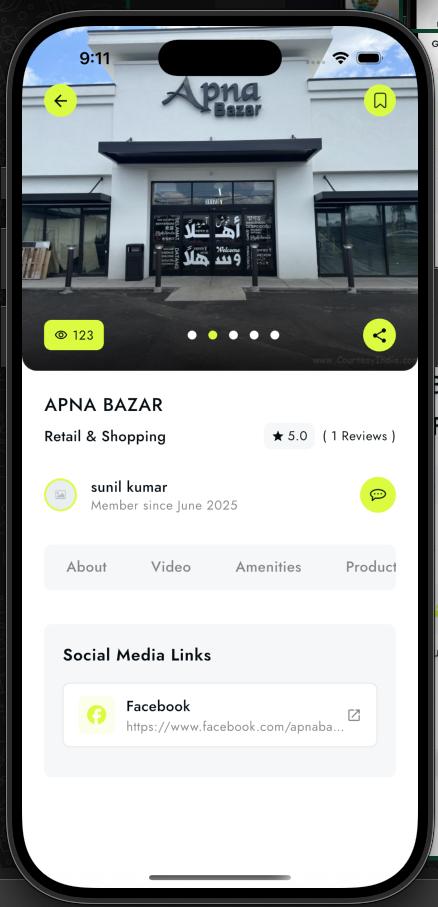 9:11
Apna
Bazar
أهلاً
وسهلاً
Welcome
123
www.CourtesyIndia.com
APNA BAZAR
Retail & Shopping
5.0 ( 1 Reviews )
sunil kumar
Member since June 2025
About Video Amenities Product
Social Media Links
Facebook
https://www.facebook.com/apnaba...